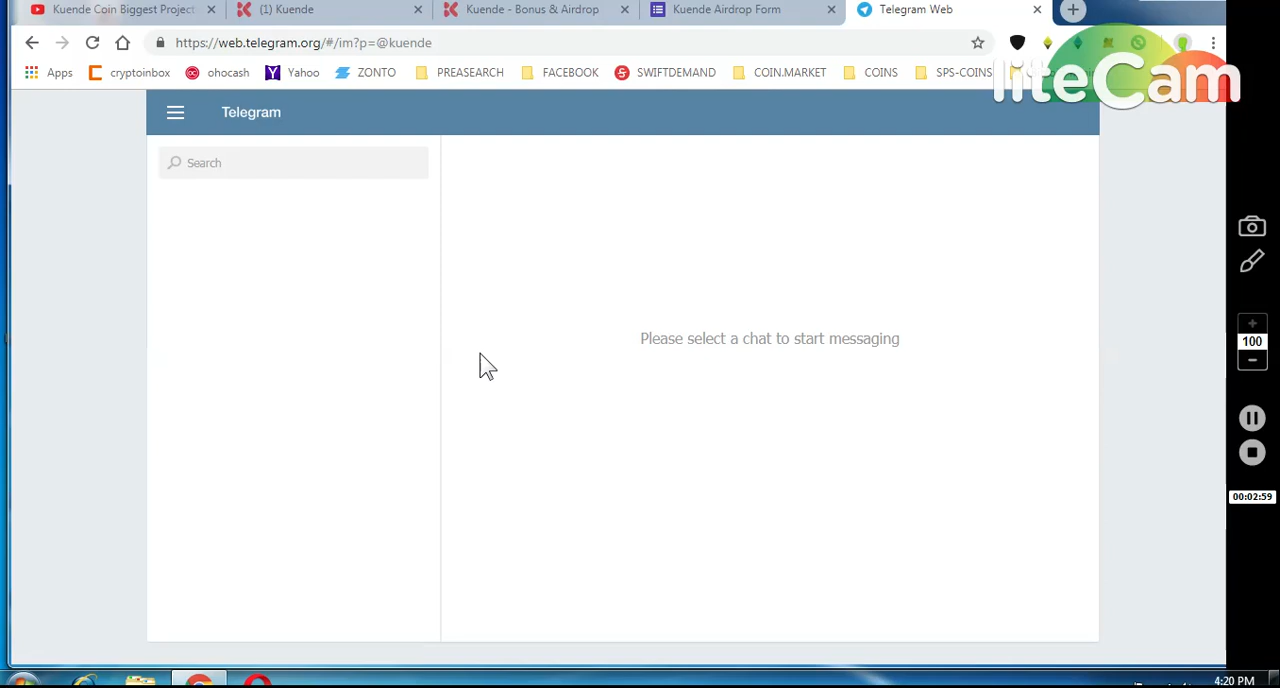 Kuende Coin Biggest Project
(1) Kuende
Kuende - Bonus & Airdrop
Kuende Airdrop Form
Telegram Web
https://web.telegram.org/#/im?p=@kuende
Apps
cryptoinbox
ohocash
Yahoo
ZONTO
PREASEARCH
FACEBOOK
SWIFTDEMAND
COIN.MARKET
COINS
SPS-COINS
liteCam
Telegram
Search
Please select a chat to start messaging
100
00:02:59
4:20 PM